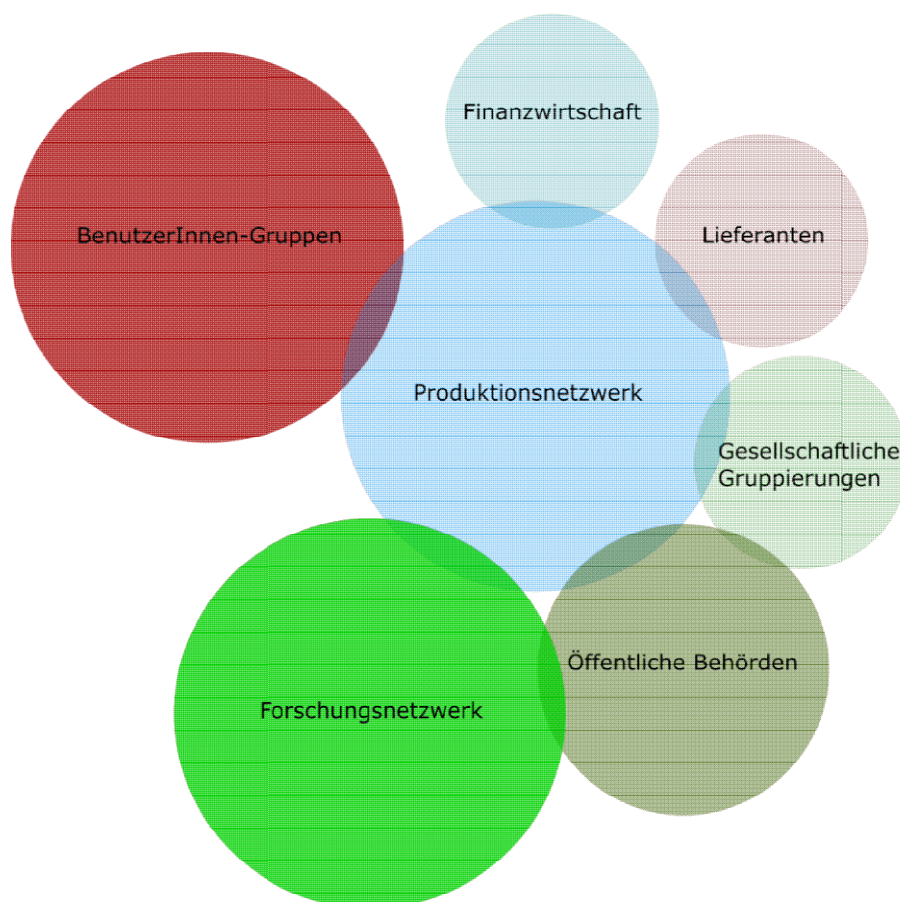 Finanzwirtschaft
BenutzerInnen-Gruppen
Lieferanten
Produktionsnetzwerk
Gesellschaftliche
Gruppierungen
Öffentliche Behörden
Forschungsnetzwerk